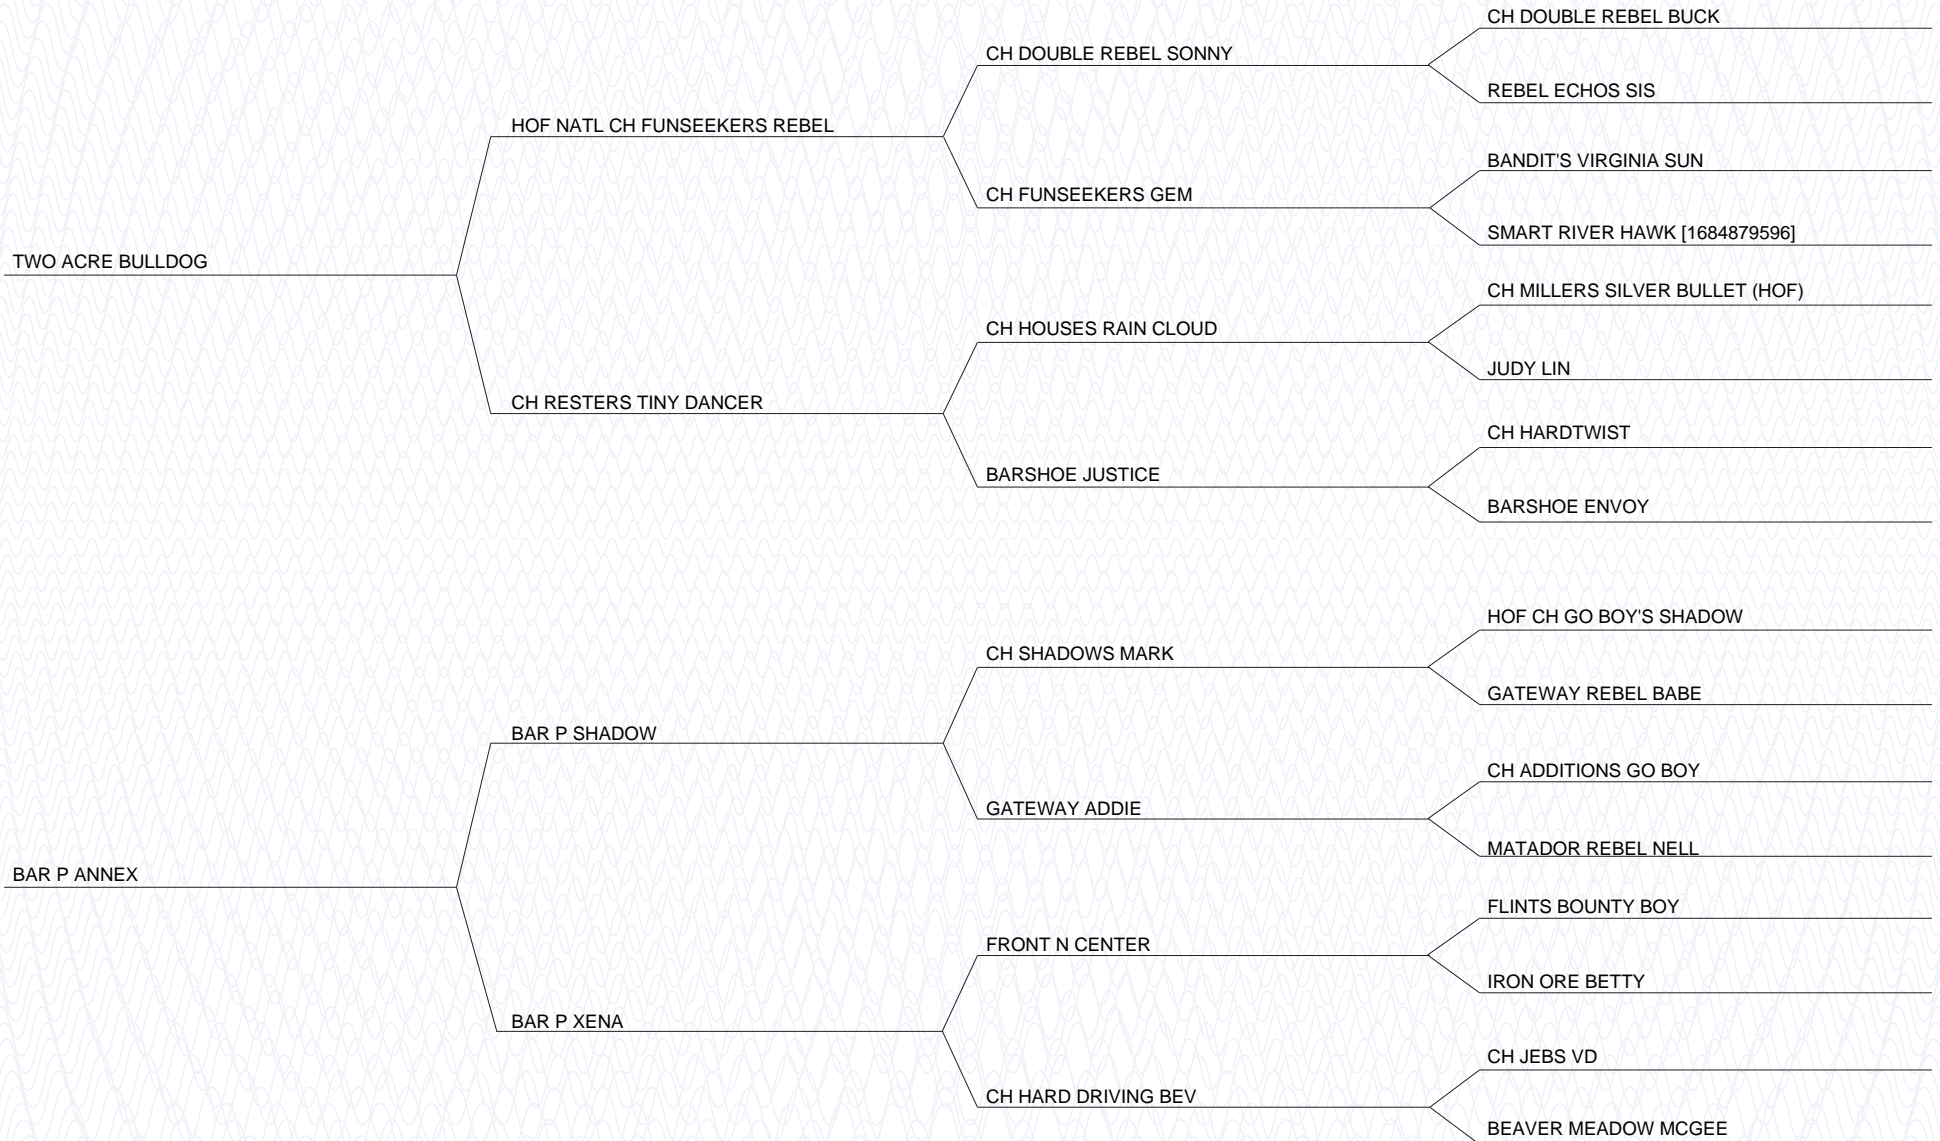 CH DOUBLE REBEL BUCK
CH DOUBLE REBEL SONNY
REBEL ECHOS SIS
HOF NATL CH FUNSEEKERS REBEL
BANDIT'S VIRGINIA SUN
CH FUNSEEKERS GEM
SMART RIVER HAWK [1684879596]
TWO ACRE BULLDOG
CH MILLERS SILVER BULLET (HOF)
CH HOUSES RAIN CLOUD
JUDY LIN
CH RESTERS TINY DANCER
CH HARDTWIST
BARSHOE JUSTICE
BARSHOE ENVOY
HOF CH GO BOY'S SHADOW
CH SHADOWS MARK
GATEWAY REBEL BABE
BAR P SHADOW
CH ADDITIONS GO BOY
GATEWAY ADDIE
MATADOR REBEL NELL
BAR P ANNEX
FLINTS BOUNTY BOY
FRONT N CENTER
IRON ORE BETTY
BAR P XENA
CH JEBS VD
CH HARD DRIVING BEV
BEAVER MEADOW MCGEE